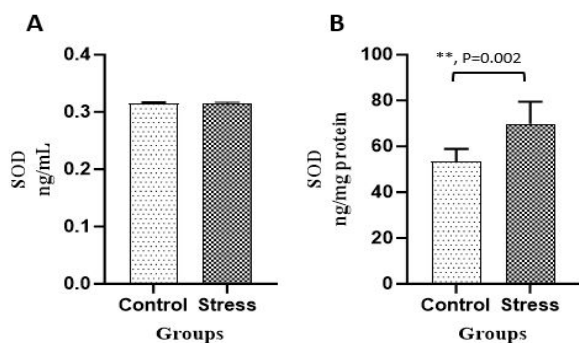 A
SOD
ng/mL
0.4
0.3
0.2
0.1
0.0
Control Stress
Groups
B
SOD
ng/mg protein
100
80
60
40
20
0
**, P=0.002
Control Stress
Groups